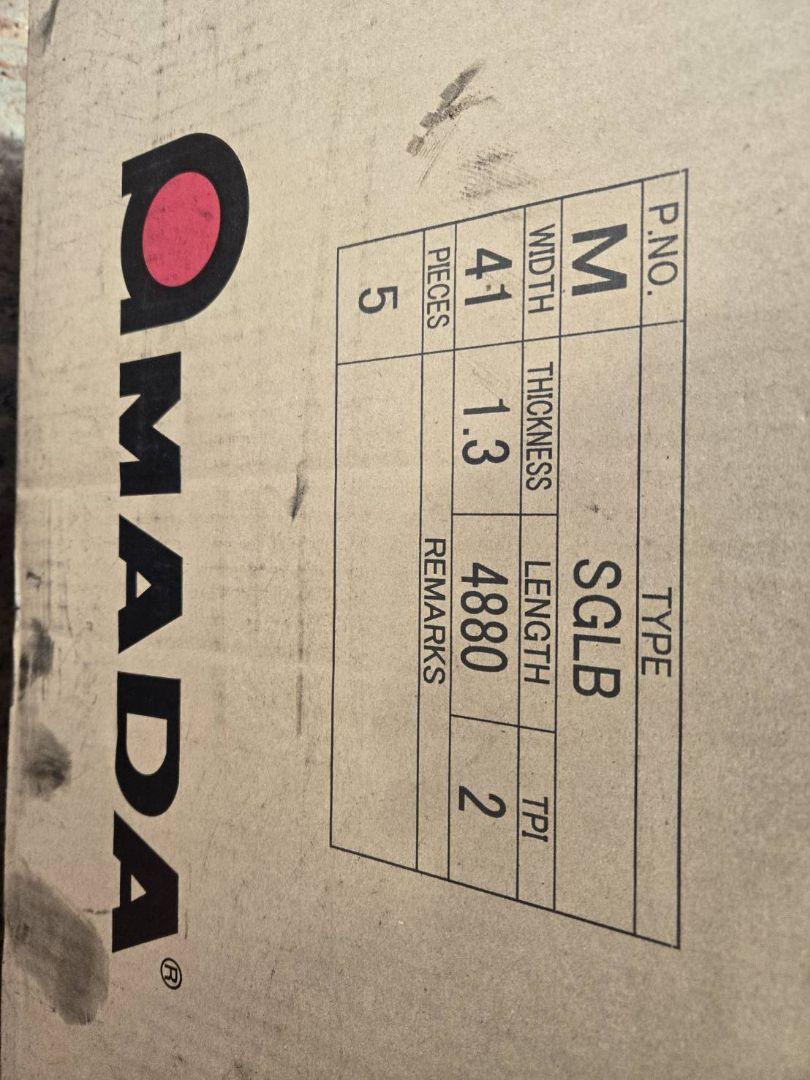 P.NO. TYPE
M SGLB
WIDTH THICKNESS LENGTH TPI
41 1.3 4880 2
PIECES REMARKS
5
AMADA®